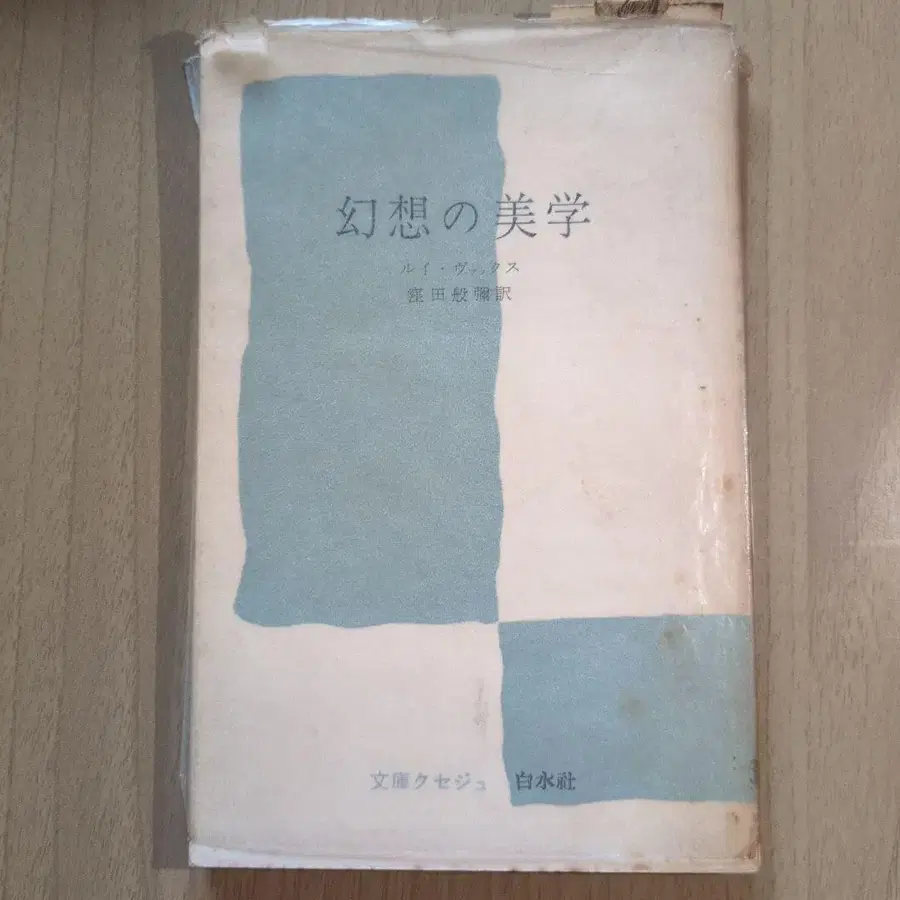 幻想の美学
ルイ・ヴァックス
窪田般彌訳
文庫クセジュ 白水社